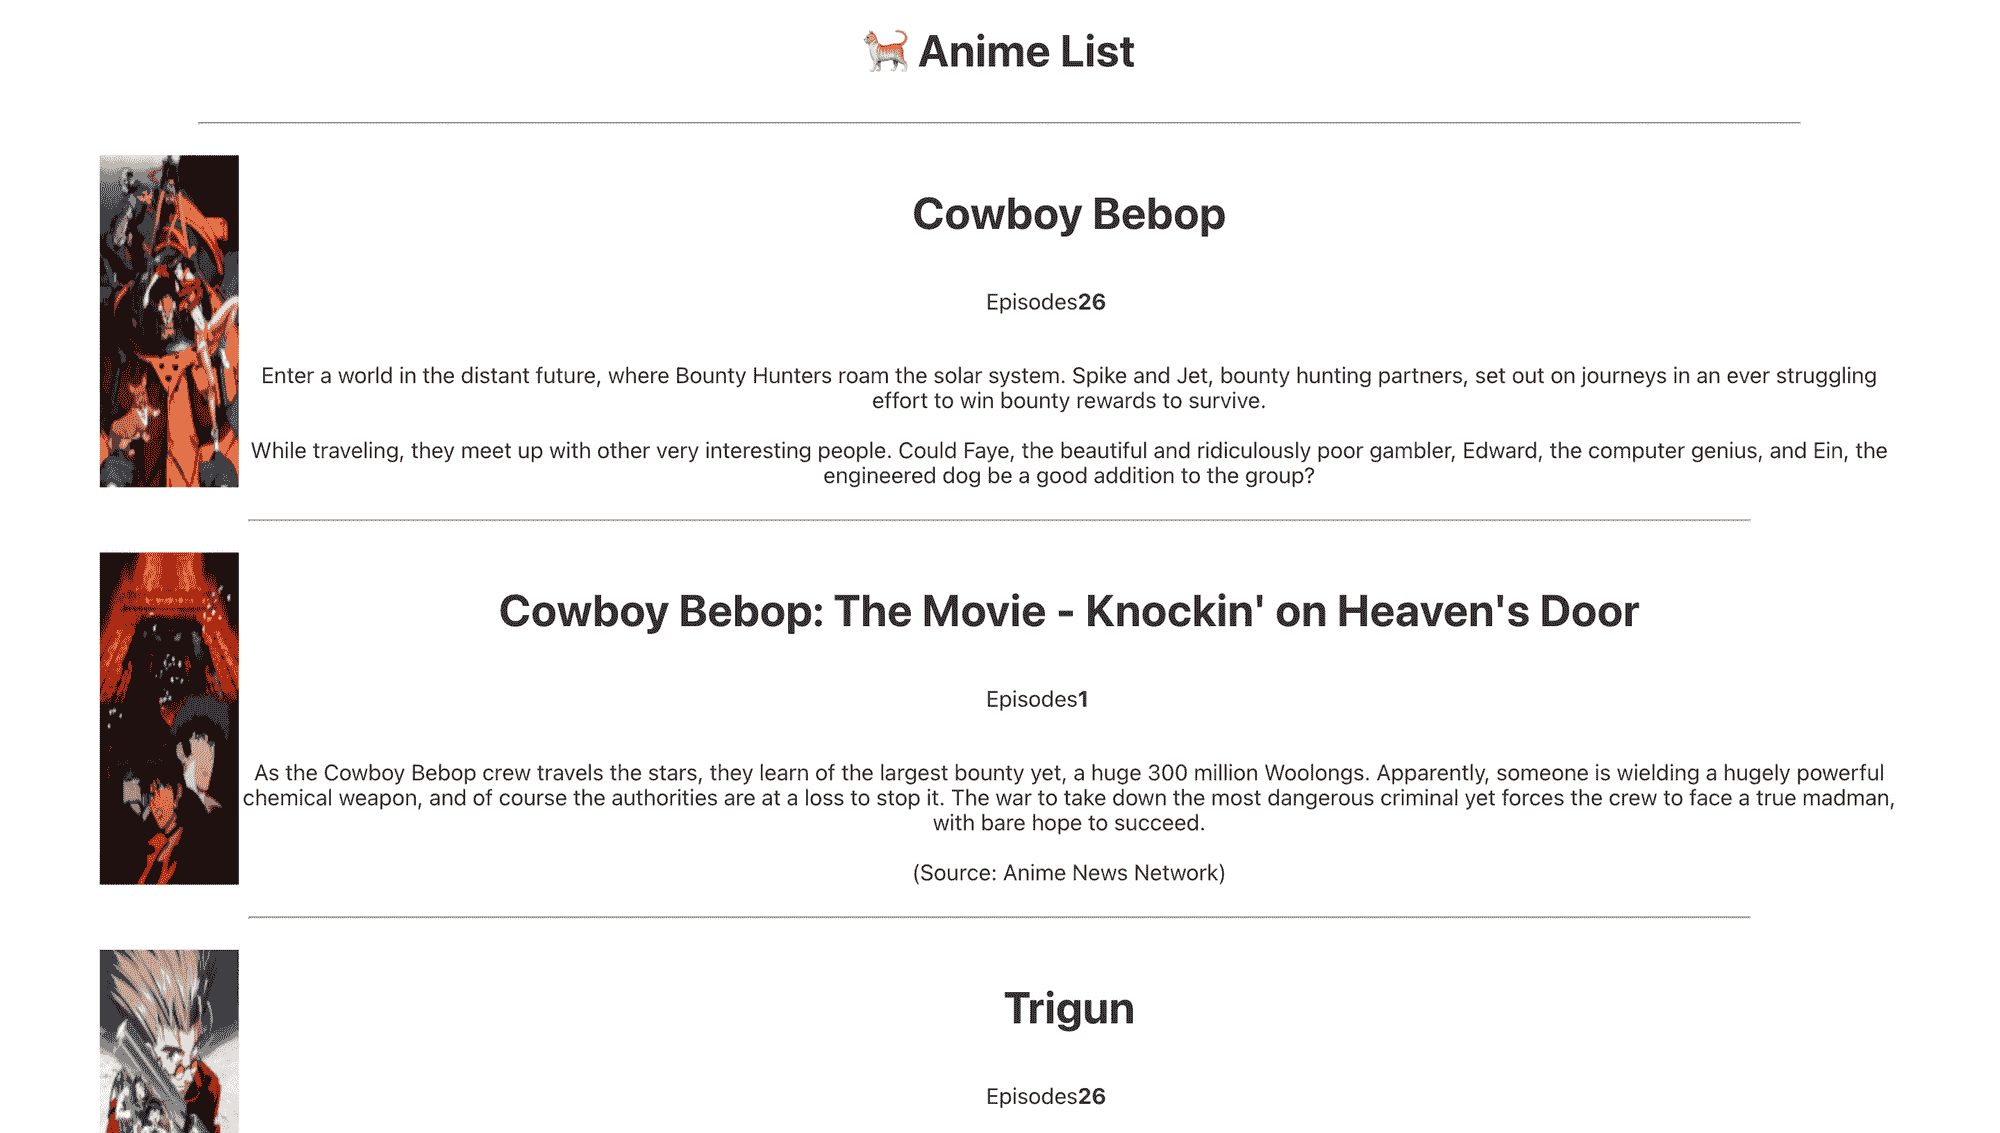 🐈 Anime List
Cowboy Bebop
Episodes26
Enter a world in the distant future, where Bounty Hunters roam the solar system. Spike and Jet, bounty hunting partners, set out on journeys in an ever struggling
effort to win bounty rewards to survive.
While traveling, they meet up with other very interesting people. Could Faye, the beautiful and ridiculously poor gambler, Edward, the computer genius, and Ein, the
engineered dog be a good addition to the group?
Cowboy Bebop: The Movie - Knockin' on Heaven's Door
Episodes1
As the Cowboy Bebop crew travels the stars, they learn of the largest bounty yet, a huge 300 million Woolongs. Apparently, someone is wielding a hugely powerful
chemical weapon, and of course the authorities are at a loss to stop it. The war to take down the most dangerous criminal yet forces the crew to face a true madman,
with bare hope to succeed.
(Source: Anime News Network)
Trigun
Episodes26